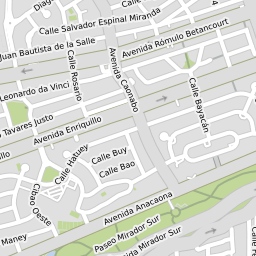 Diag
Calle Salvador Espinal Miranda
Juan Bautista de la Salle
Avenida Rómulo Betancourt
Calle Rosario
Avenida Caonabo
Leonardo da Vinci
Calle Bayacán
Tavares Justo
Avenida Enriquillo
Calle Hatuey
Calle Buy
Calle Bao
Cibao Oeste
Avenida Anacaona
Maney
Paseo Mirador Sur
Avenida Mirador Sur